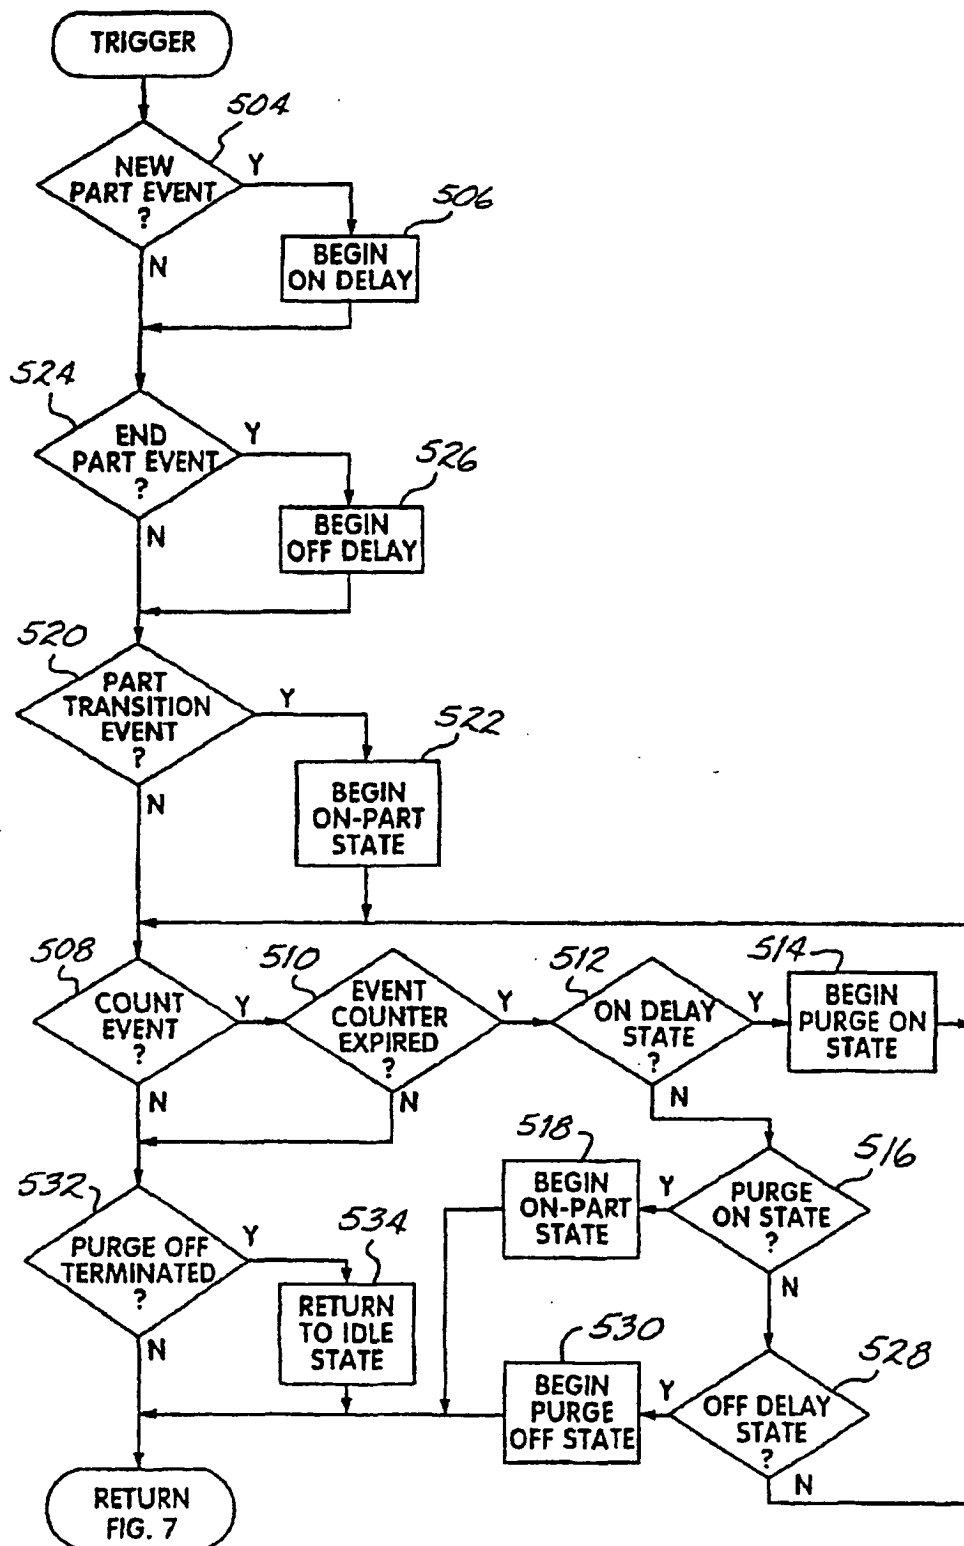 TRIGGER
504
NEW
PART EVENT
?
Y
N
506
BEGIN
ON DELAY
524
END
PART EVENT
?
Y
N
526
BEGIN
OFF DELAY
520
PART
TRANSITION
EVENT
?
Y
N
522
BEGIN
ON-PART
STATE
508
COUNT
EVENT
?
Y
N
510
EVENT
COUNTER
EXPIRED
?
Y
N
512
ON DELAY
STATE
?
Y
N
514
BEGIN
PURGE ON
STATE
516
PURGE
ON STATE
?
Y
N
518
BEGIN
ON-PART
STATE
532
PURGE OFF
TERMINATED
?
Y
N
534
RETURN
TO IDLE
STATE
528
OFF DELAY
STATE
?
Y
N
530
BEGIN
PURGE
OFF STATE
RETURN
FIG. 7